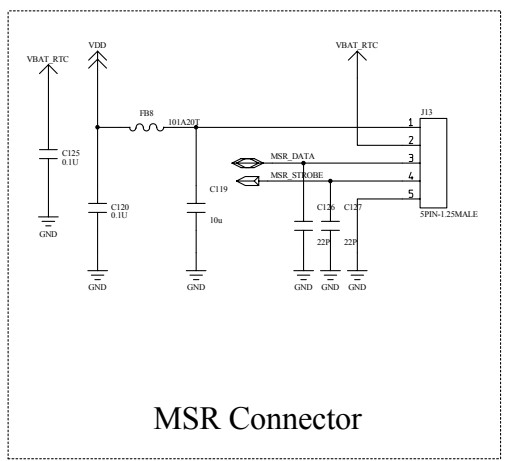 VDD
VBAT_RTC
VBAT_RTC
FB8
101A20T
J13
1
2
3
4
5
MSR_DATA
MSR_STROBE
C125
0.1U
C119
10u
C120
0.1U
C126
C127
22P
22P
5PIN-1.25MALE
GND
GND
GND
GND
GND
GND
MSR Connector